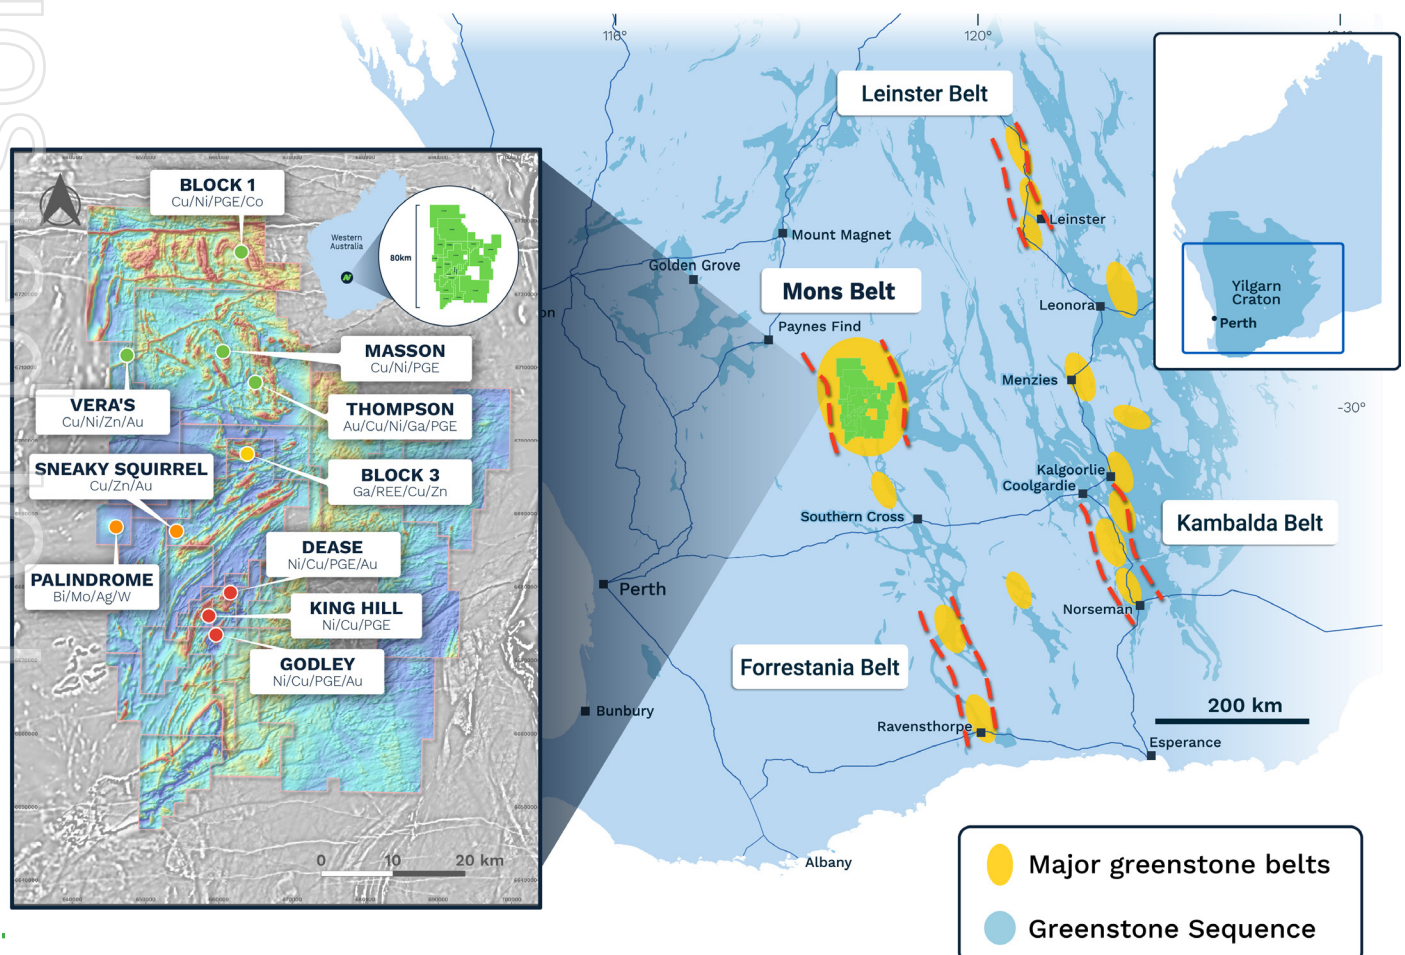 116°
120°
Leinster Belt
Leinster
Mount Magnet
Golden Grove
Mons Belt
Paynes Find
Leonora
Menzies
-30°
Kalgoorlie
Coolgardie
Southern Cross
Kambalda Belt
Norseman
Perth
Forrestania Belt
Bunbury
Ravensthorpe
200 km
Esperance
Albany
Yilgarn
Craton
Perth
BLOCK 1
Cu/Ni/PGE/Co
Western
Australia
80km
MASSON
Cu/Ni/PGE
VERA'S
Cu/Ni/Zn/Au
THOMPSON
Au/Cu/Ni/Ga/PGE
SNEAKY SQUIRREL
Cu/Zn/Au
BLOCK 3
Ga/REE/Cu/Zn
DEASE
Ni/Cu/PGE/Au
PALINDROME
Bi/Mo/Ag/W
KING HILL
Ni/Cu/PGE
GODLEY
Ni/Cu/PGE/Au
0 10 20 km
Major greenstone belts
Greenstone Sequence